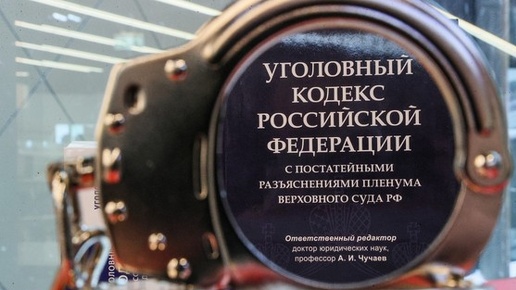 УГОЛОВНЫЙ
КОДЕКС
РОССИЙСКОЙ
ФЕДЕРАЦИИ
С ПОСТАТЕЙНЫМИ
РАЗЪЯСНЕНИЯМИ ПЛЕНУМА
ВЕРХОВНОГО СУДА РФ
Ответственный редактор
доктор юридических наук,
профессор А. И. Чучаев